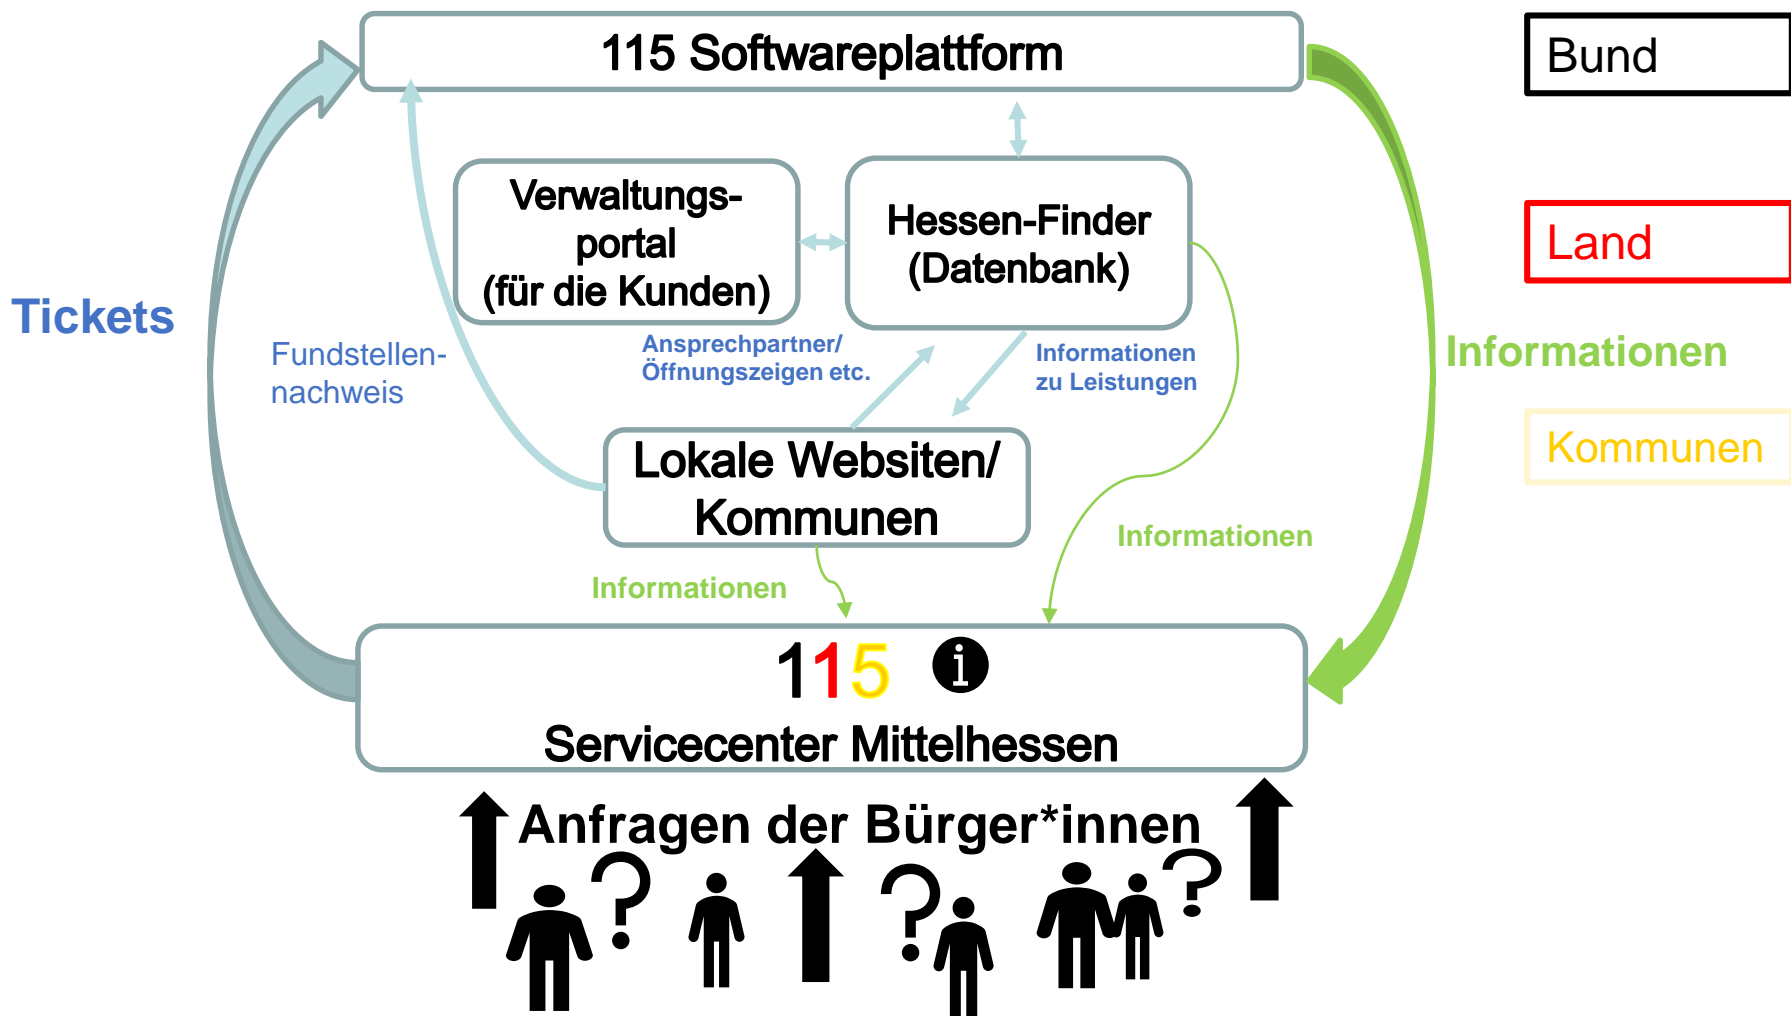 115 Softwareplattform
Bund
Verwaltungs-
portal
(für die Kunden)
Hessen-Finder
(Datenbank)
Land
Tickets
Fundstellen-
nachweis
Ansprechpartner/
Öffnungszeigen etc.
Informationen
zu Leistungen
Informationen
Kommunen
Lokale Websiten/
Kommunen
Informationen
Informationen
115 i
Servicecenter Mittelhessen
Anfragen der Bürger*innen
? ? ?